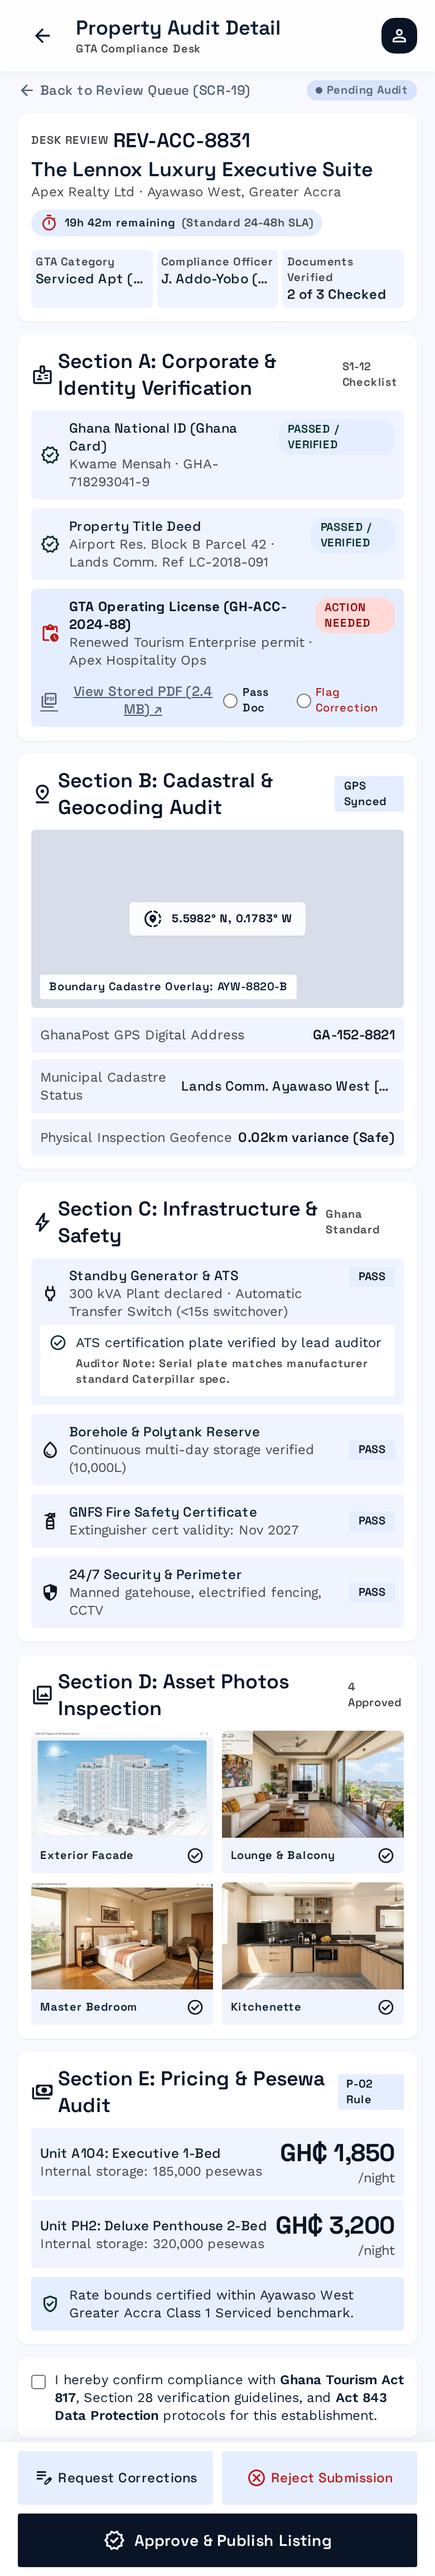 Property Audit Detail
GTA Compliance Desk
Back to Review Queue (SCR-19)
Pending Audit
DESK REVIEW REV-ACC-8831
The Lennox Luxury Executive Suite
Apex Realty Ltd · Ayawaso West, Greater Accra
19h 42m remaining (Standard 24-48h SLA)
GTA Category
Serviced Apt (...
Compliance Officer
J. Addo-Yobo (...
Documents
Verified
2 of 3 Checked
Section A: Corporate &
Identity Verification
S1-12
Checklist
Ghana National ID (Ghana
Card)
Kwame Mensah · GHA-
718293041-9
PASSED /
VERIFIED
Property Title Deed
Airport Res. Block B Parcel 42 ·
Lands Comm. Ref LC-2018-091
PASSED /
VERIFIED
GTA Operating License (GH-ACC-
2024-88)
Renewed Tourism Enterprise permit ·
Apex Hospitality Ops
ACTION
NEEDED
PDF
View Stored PDF (2.4
MB) ↗
Pass
Doc
Flag
Correction
Section B: Cadastral &
Geocoding Audit
GPS
Synced
5.5982° N, 0.1783° W
Boundary Cadastre Overlay: AYW-8820-B
GhanaPost GPS Digital Address
GA-152-8821
Municipal Cadastre
Status
Lands Comm. Ayawaso West [...
Physical Inspection Geofence
0.02km variance (Safe)
Section C: Infrastructure &
Safety
Ghana
Standard
Standby Generator & ATS
300 kVA Plant declared · Automatic
Transfer Switch (<15s switchover)
PASS
ATS certification plate verified by lead auditor
Auditor Note: Serial plate matches manufacturer
standard Caterpillar spec.
Borehole & Polytank Reserve
Continuous multi-day storage verified
(10,000L)
PASS
GNFS Fire Safety Certificate
Extinguisher cert validity: Nov 2027
PASS
24/7 Security & Perimeter
Manned gatehouse, electrified fencing,
CCTV
PASS
Section D: Asset Photos
Inspection
4
Approved
Exterior Facade
Lounge & Balcony
Master Bedroom
Kitchenette
Section E: Pricing & Pesewa
Audit
P-02
Rule
Unit A104: Executive 1-Bed
Internal storage: 185,000 pesewas
GH₵ 1,850
/night
Unit PH2: Deluxe Penthouse 2-Bed
Internal storage: 320,000 pesewas
GH₵ 3,200
/night
Rate bounds certified within Ayawaso West
Greater Accra Class 1 Serviced benchmark.
I hereby confirm compliance with Ghana Tourism Act
817, Section 28 verification guidelines, and Act 843
Data Protection protocols for this establishment.
Request Corrections
Reject Submission
Approve & Publish Listing